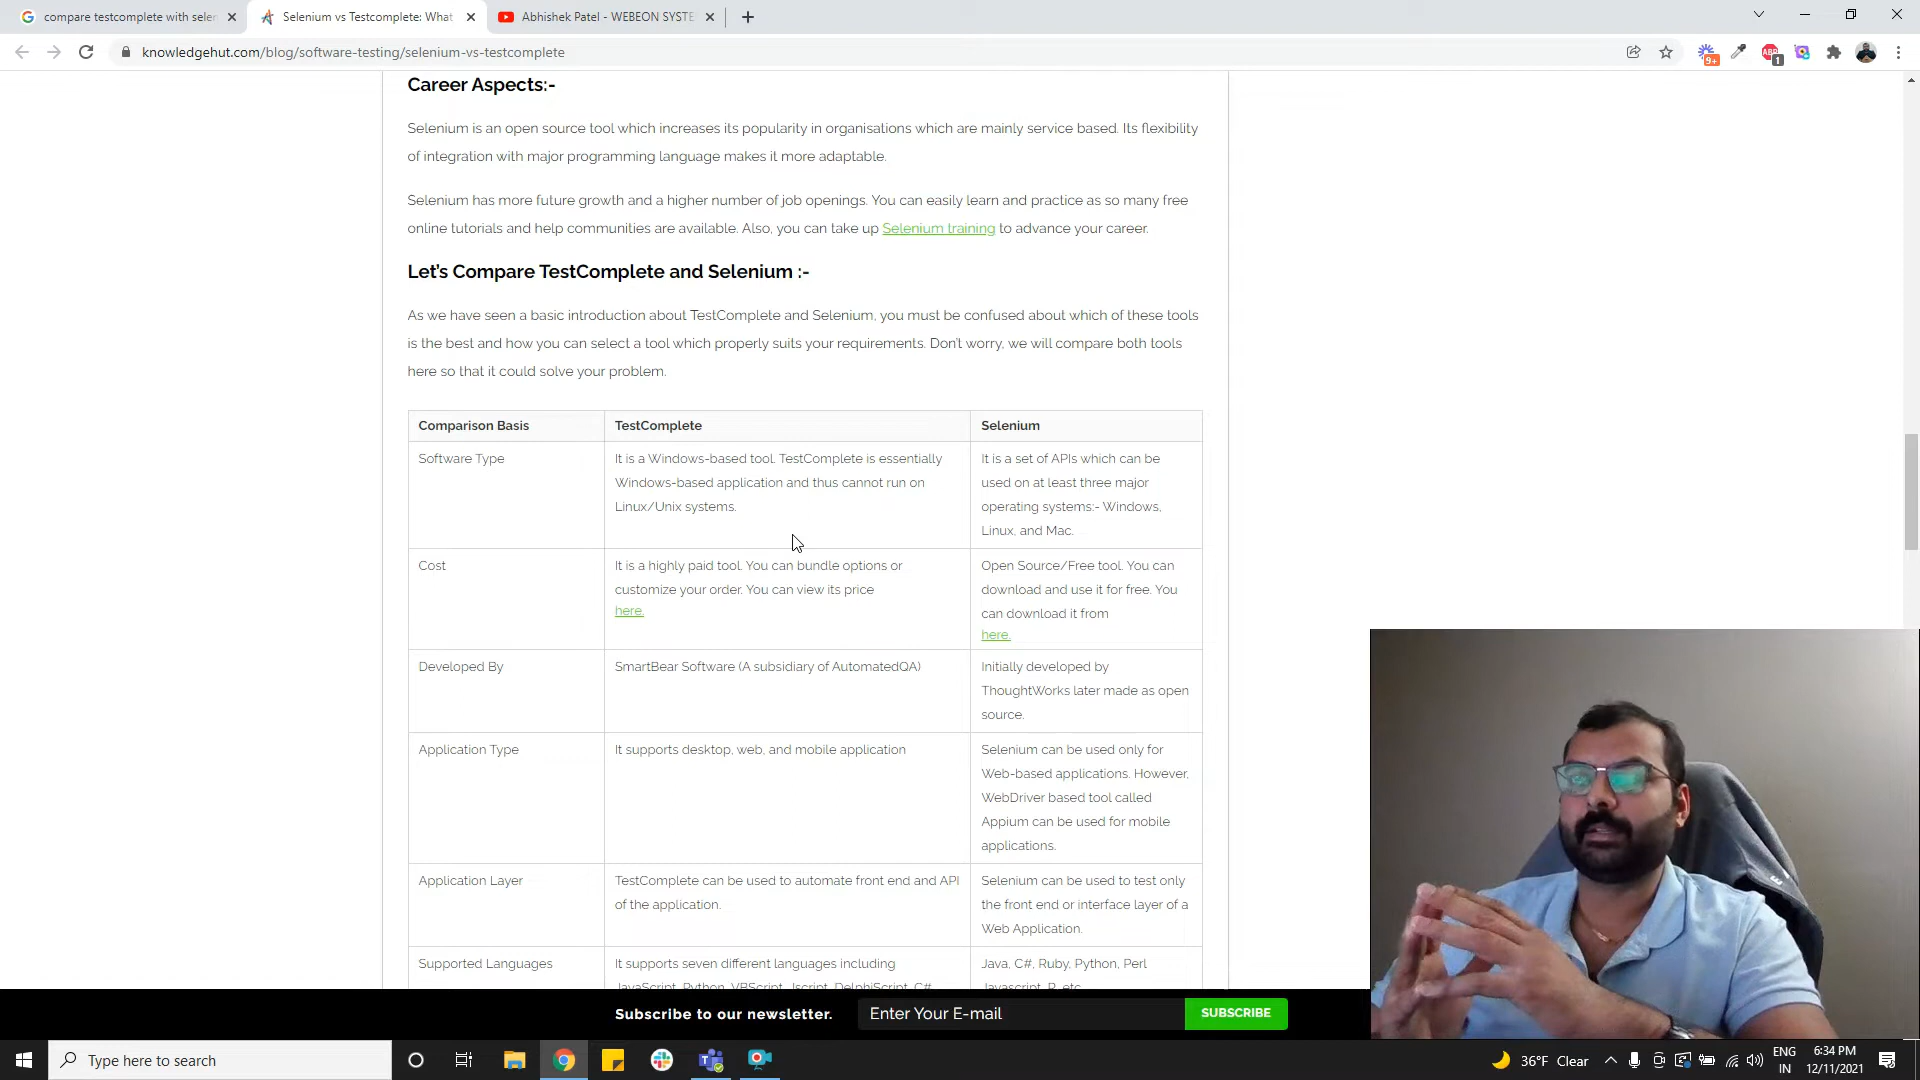 compare testcomplete with selen
Selenium vs Testcomplete: What
Abhishek Patel - WEBEON SYSTE
knowledgehut.com/blog/software-testing/selenium-vs-testcomplete
9+
ABP
1
Career Aspects:-
Selenium is an open source tool which increases its popularity in organisations which are mainly service based. Its flexibility
of integration with major programming language makes it more adaptable.
Selenium has more future growth and a higher number of job openings. You can easily learn and practice as so many free
online tutorials and help communities are available. Also, you can take up Selenium training to advance your career.
Let's Compare TestComplete and Selenium :-
As we have seen a basic introduction about TestComplete and Selenium, you must be confused about which of these tools
is the best and how you can select a tool which properly suits your requirements. Don't worry, we will compare both tools
here so that it could solve your problem.
Comparison Basis
TestComplete
Selenium
Software Type
It is a Windows-based tool. TestComplete is essentially
Windows-based application and thus cannot run on
Linux/Unix systems.
It is a set of APIs which can be
used on at least three major
operating systems:- Windows,
Linux, and Mac.
Cost
It is a highly paid tool. You can bundle options or
customize your order. You can view its price
here.
Open Source/Free tool. You can
download and use it for free. You
can download it from
here.
Developed By
SmartBear Software (A subsidiary of AutomatedQA)
Initially developed by
ThoughtWorks later made as open
source.
Application Type
It supports desktop, web, and mobile application
Selenium can be used only for
Web-based applications. However,
WebDriver based tool called
Appium can be used for mobile
applications.
Application Layer
TestComplete can be used to automate front end and API
of the application.
Selenium can be used to test only
the front end or interface layer of a
Web Application.
Supported Languages
It supports seven different languages including
JavaScript, Python, VBScript, Jscript, DelphiScript, C#
Java, C#, Ruby, Python, Perl
Javascript, R, etc
Subscribe to our newsletter.
Enter Your E-mail
SUBSCRIBE
Type here to search
36°F Clear
ENG
IN
6:34 PM
12/11/2021